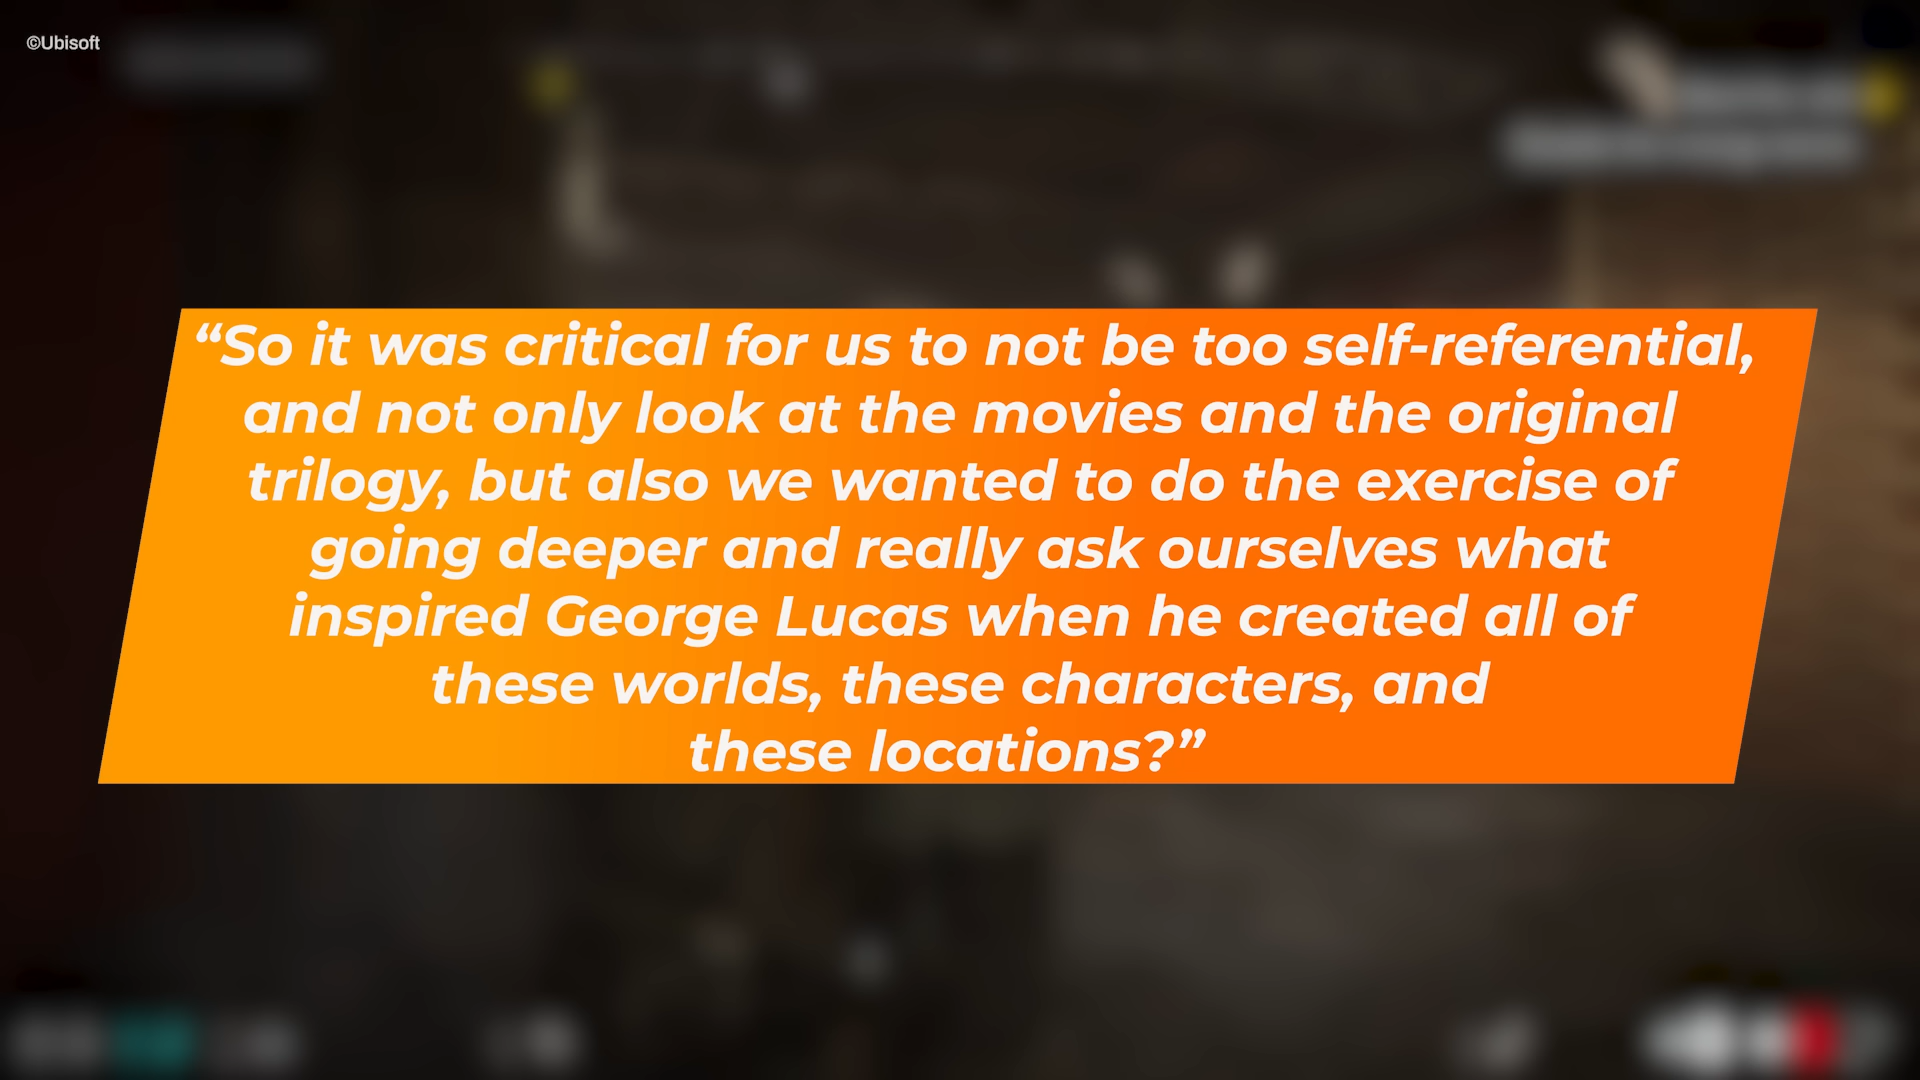 ©Ubisoft
“So it was critical for us to not be too self-referential,
and not only look at the movies and the original
trilogy, but also we wanted to do the exercise of
going deeper and really ask ourselves what
inspired George Lucas when he created all of
these worlds, these characters, and
these locations?”